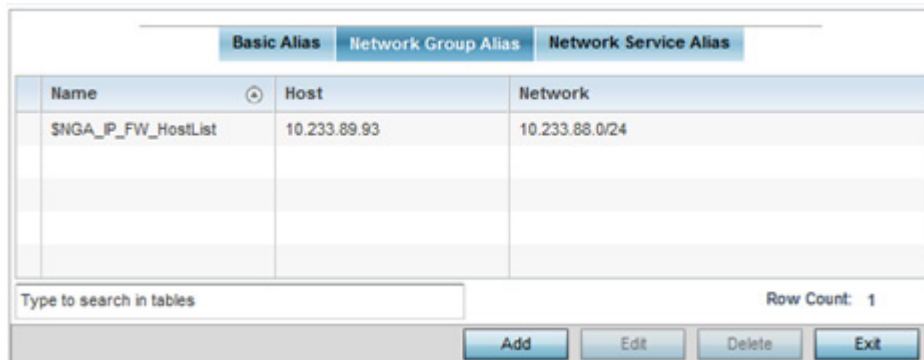 Basic Alias Network Group Alias Network Service Alias
Name Host Network
$NGA_IP_FW_HostList 10.233.89.93 10.233.88.0/24
Type to search in tables Row Count: 1
Add Edit Delete Exit